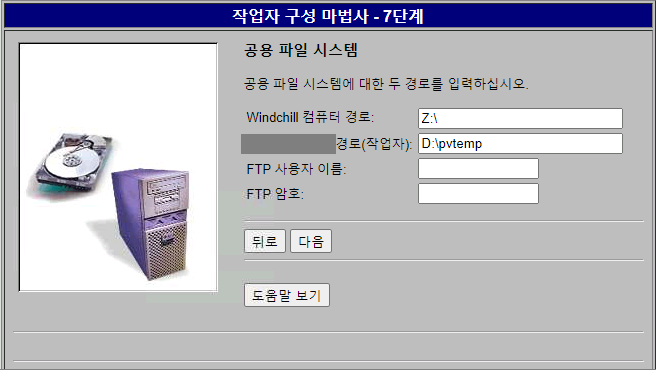 작업자 구성 마법사 - 7단계
공용 파일 시스템
공용 파일 시스템에 대한 두 경로를 입력하십시오.
Windchill 컴퓨터 경로: Z:\
경로(작업자): D:\pvtemp
FTP 사용자 이름:
FTP 암호:
뒤로 다음
도움말 보기